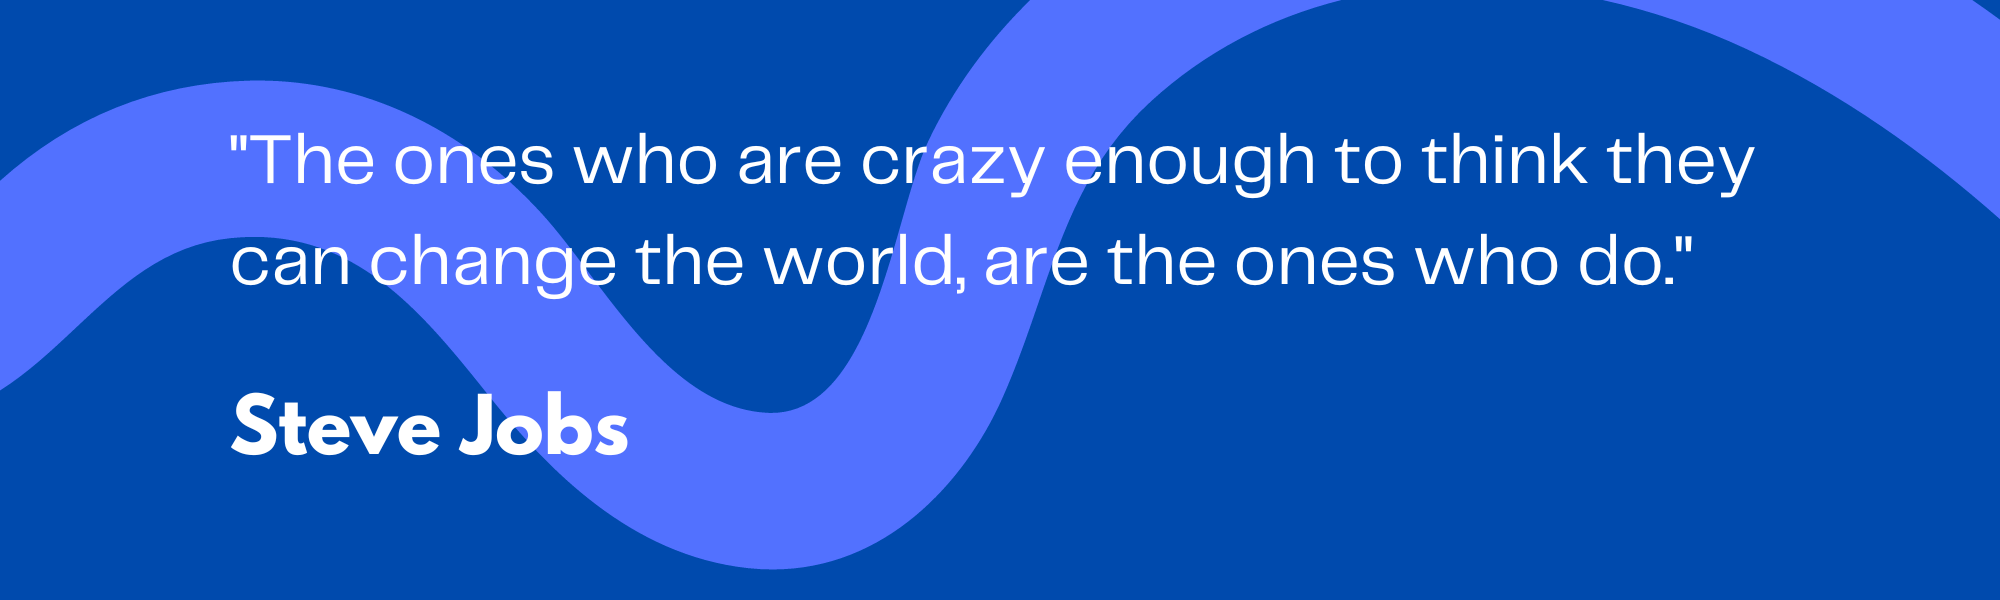 "The ones who are crazy enough to think they
can change the world, are the ones who do."
Steve Jobs